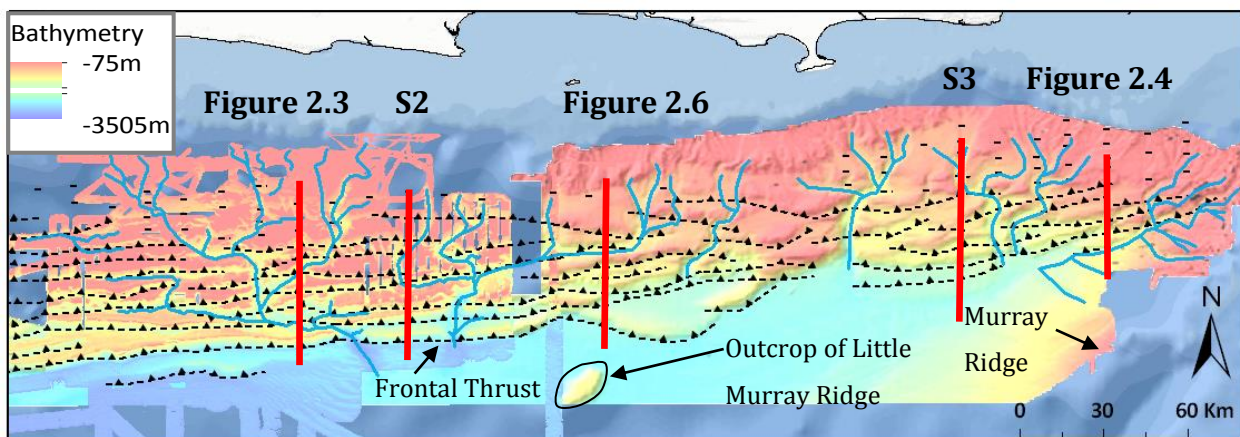 Bathymetry
-75m
-3505m
Figure 2.3
S2
Figure 2.6
S3
Figure 2.4
Frontal Thrust
Outcrop of Little
Murray Ridge
Murray
Ridge
N
0 30 60 Km